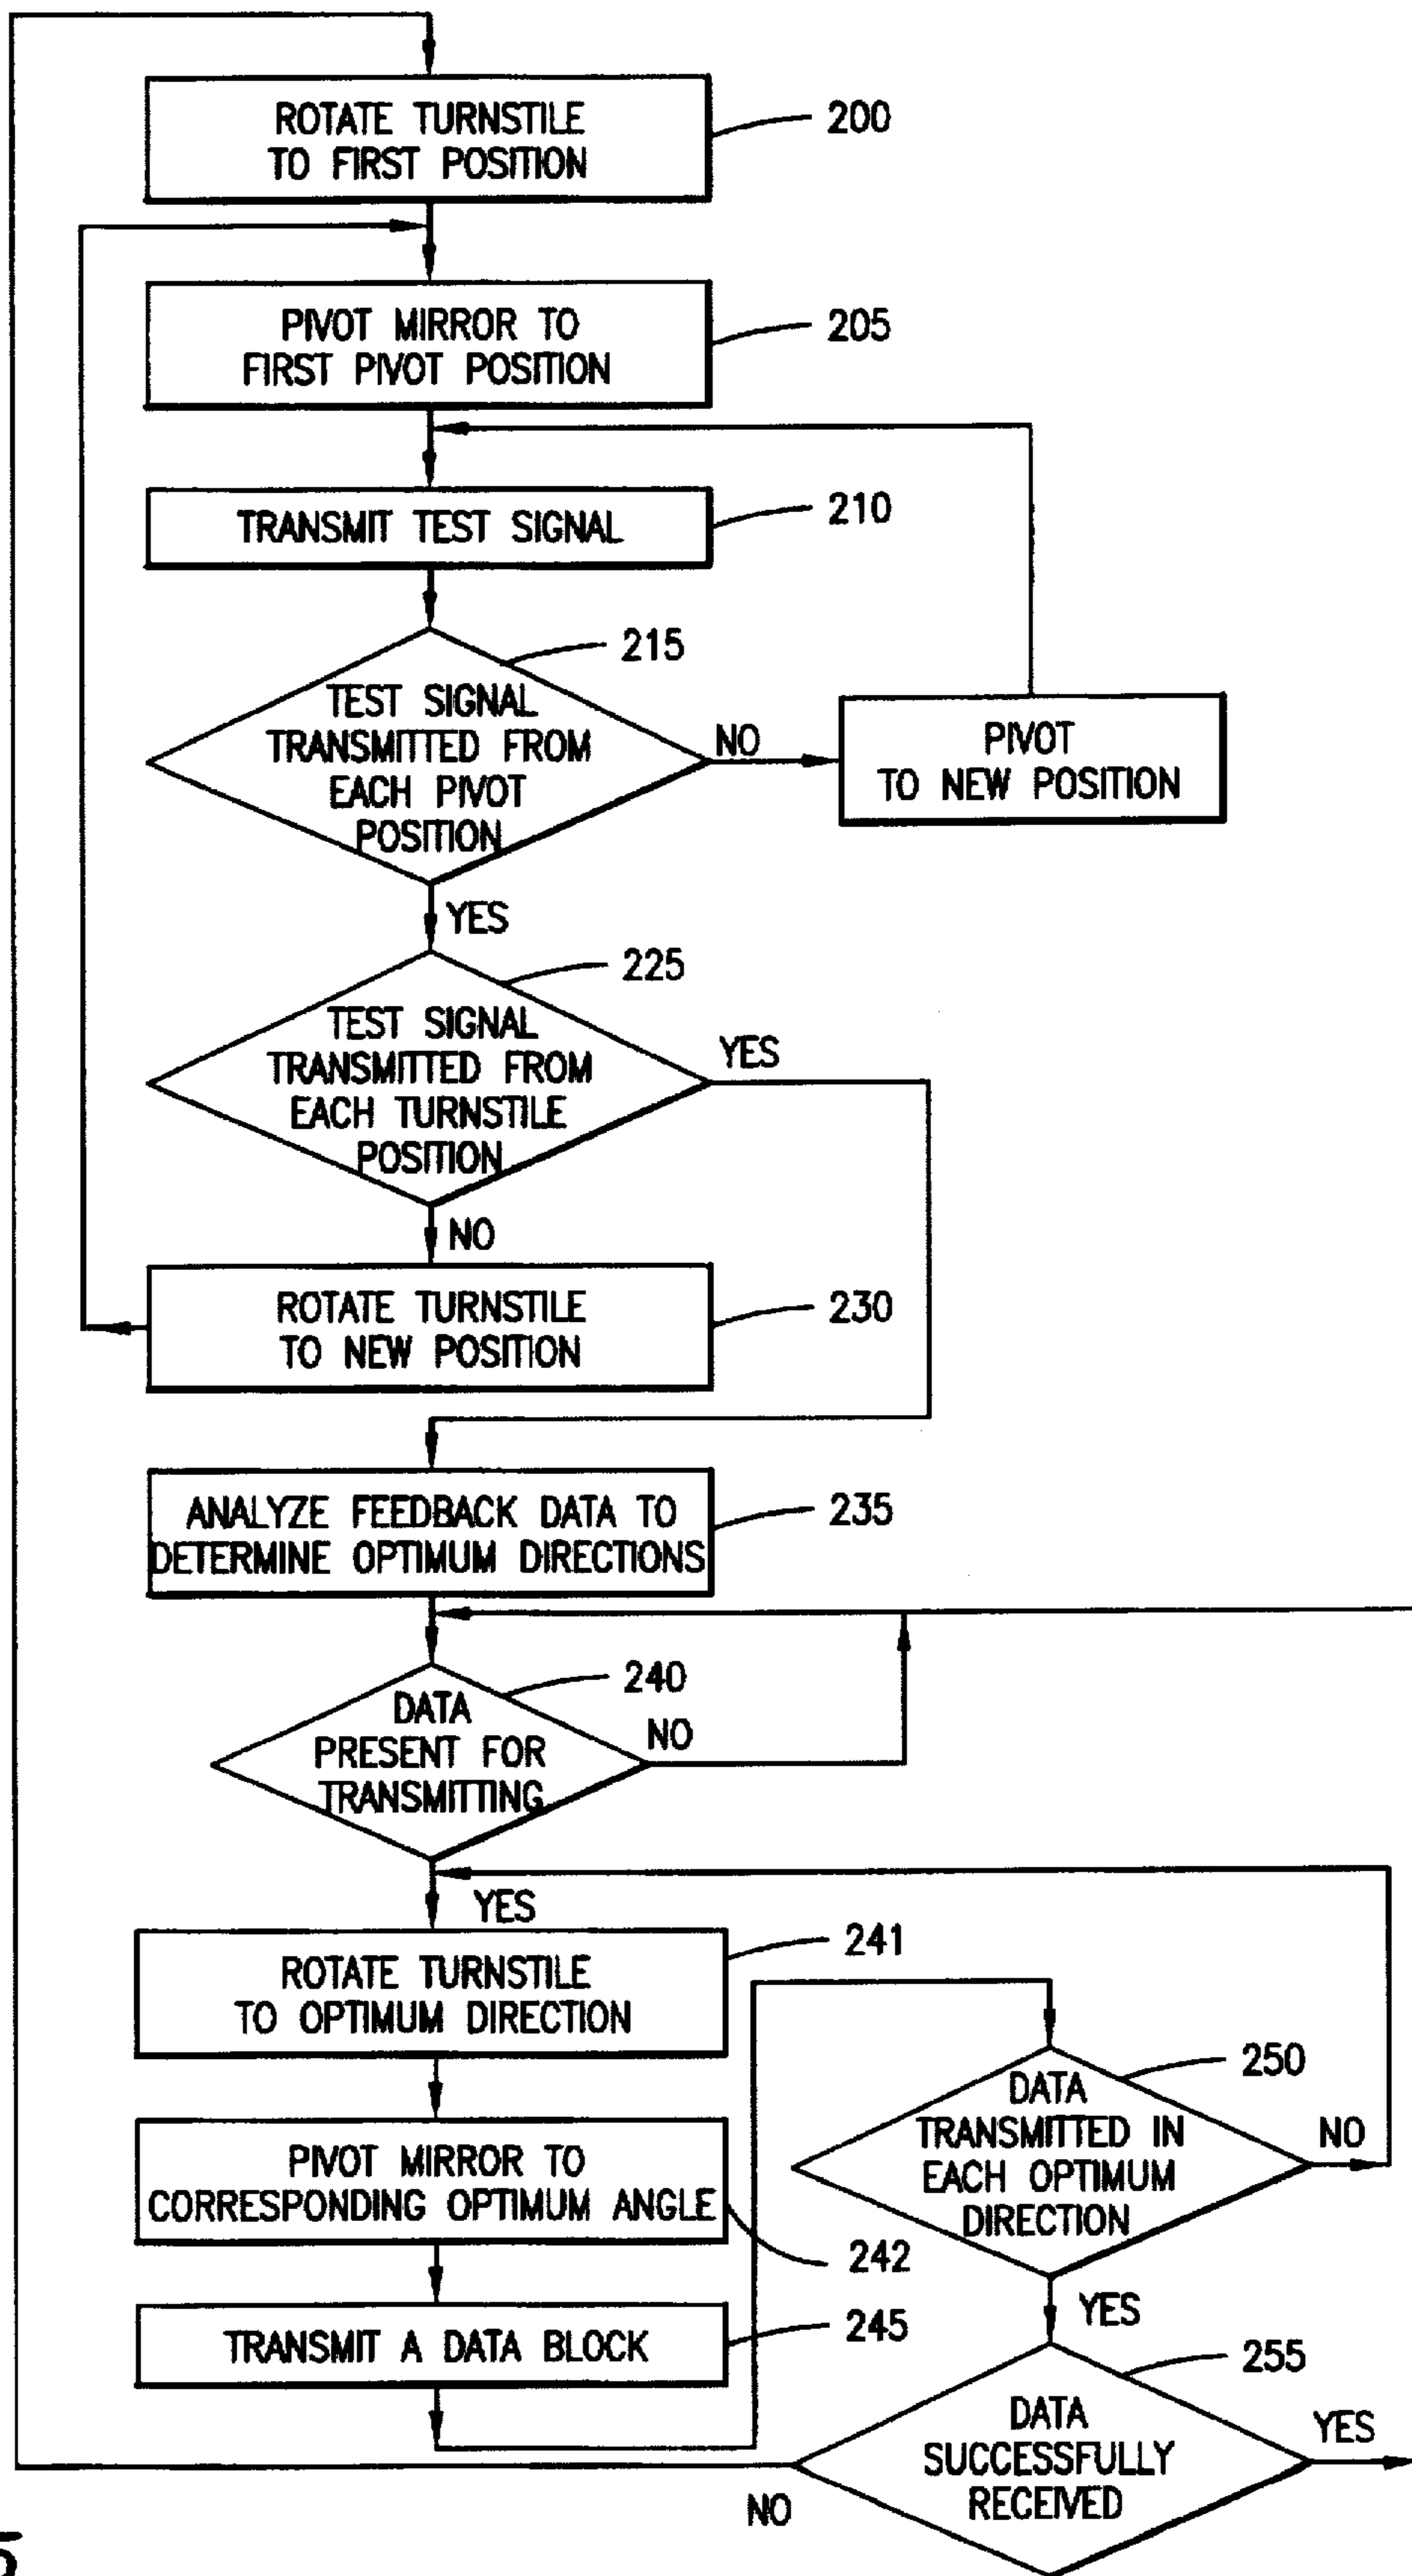 ROTATE TURNSTILE
TO FIRST POSITION
200
PIVOT MIRROR TO
FIRST PIVOT POSITION
205
TRANSMIT TEST SIGNAL
210
215
TEST SIGNAL
TRANSMITTED FROM
EACH PIVOT
POSITION
NO
PIVOT
TO NEW POSITION
YES
225
TEST SIGNAL
TRANSMITTED FROM
EACH TURNSTILE
POSITION
YES
NO
ROTATE TURNSTILE
TO NEW POSITION
230
ANALYZE FEEDBACK DATA TO
DETERMINE OPTIMUM DIRECTIONS
235
240
DATA
PRESENT FOR
TRANSMITTING
NO
YES
ROTATE TURNSTILE
TO OPTIMUM DIRECTION
241
PIVOT MIRROR TO
CORRESPONDING OPTIMUM ANGLE
242
TRANSMIT A DATA BLOCK
245
250
DATA
TRANSMITTED IN
EACH OPTIMUM
DIRECTION
NO
YES
255
DATA
SUCCESSFULLY
RECEIVED
YES
NO